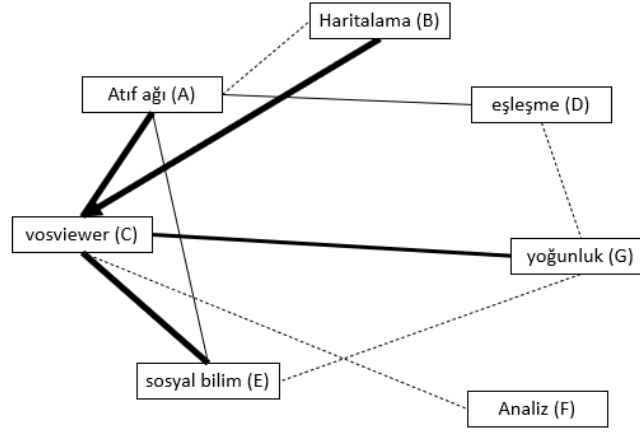 Haritalama (B)
Atıf ağı (A)
eşleşme (D)
vosviewer (C)
yoğunluk (G)
sosyal bilim (E)
Analiz (F)